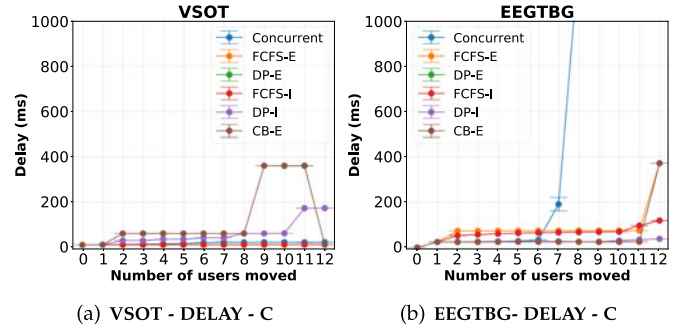 VSOT
1000
800
600
400
200
0
Delay (ms)
Concurrent
FCFS-E
DP-E
FCFS-I
DP-I
CB-E
0 1 2 3 4 5 6 7 8 9 10 11 12
Number of users moved
(a) VSOT - DELAY - C
EEGTBG
1000
800
600
400
200
0
Delay (ms)
Concurrent
FCFS-E
DP-E
FCFS-I
DP-I
CB-E
0 1 2 3 4 5 6 7 8 9 10 11 12
Number of users moved
(b) EEGTBG- DELAY - C